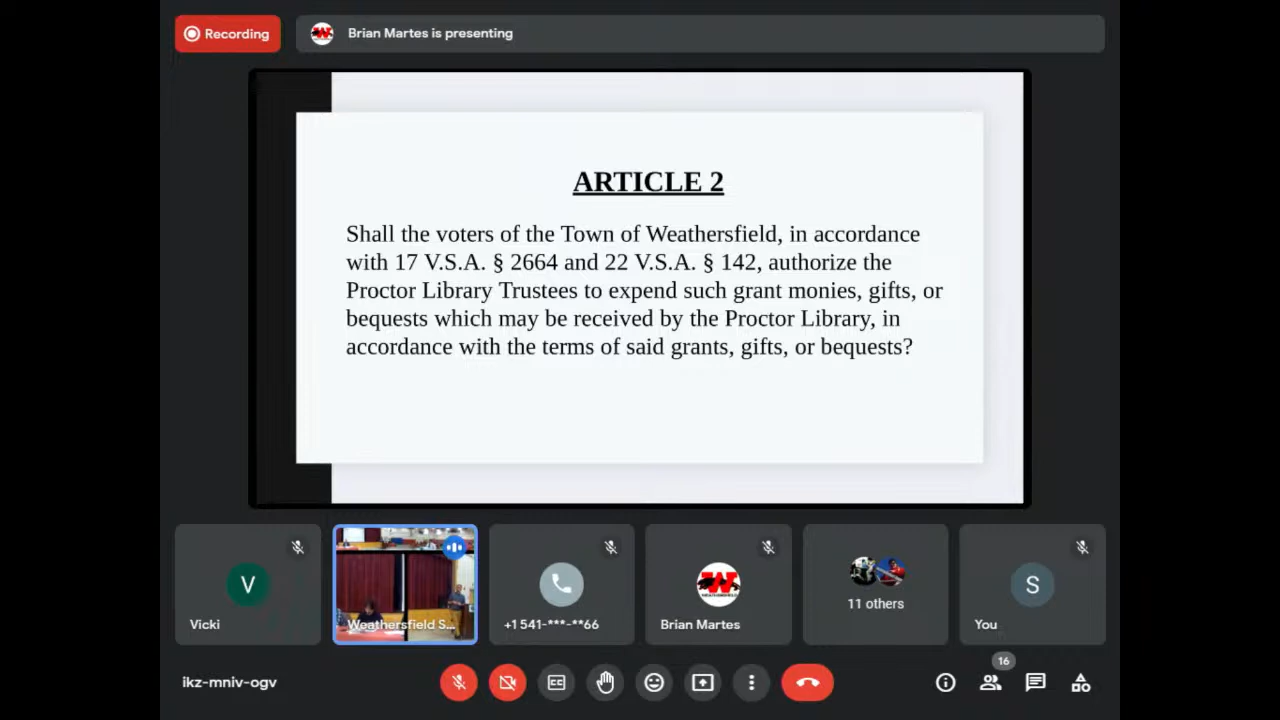 Recording
Brian Martes is presenting
ARTICLE 2
Shall the voters of the Town of Weathersfield, in accordance
with 17 V.S.A. § 2664 and 22 V.S.A. § 142, authorize the
Proctor Library Trustees to expend such grant monies, gifts, or
bequests which may be received by the Proctor Library, in
accordance with the terms of said grants, gifts, or bequests?
V
Vicki
Weathersfield S...
+1 541-***-**66
W
Brian Martes
11 others
S
You
ikz-mniv-ogv
CC
16